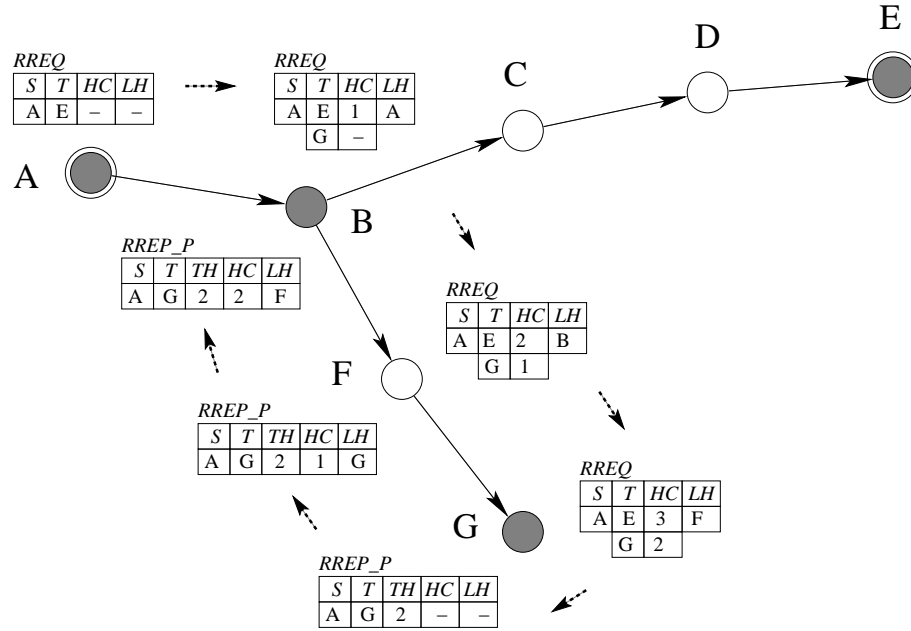 E
D
RREQ
S T HC LH
A E – –
RREQ
S T HC LH
A E 1 A
G –
C
A
B
RREP_P
S T TH HC LH
A G 2 2 F
RREQ
S T HC LH
A E 2 B
G 1
F
RREP_P
S T TH HC LH
A G 2 1 G
RREQ
S T HC LH
A E 3 F
G 2
G
RREP_P
S T TH HC LH
A G 2 – –